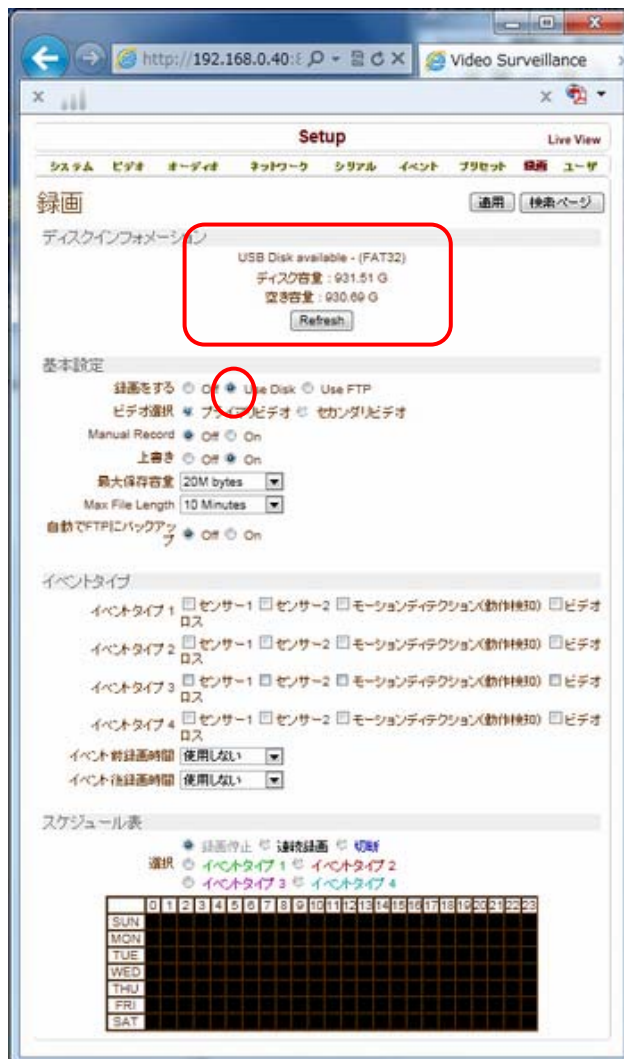 http://192.168.0.40:8 Video Surveillance
Setup Live View
システム ビデオ オーディオ ネットワーク シリアル イベント プリセット 録画 ユーザ
録画 適用 検索ページ
ディスクインフォメーション
USB Disk available - (FAT32)
ディスク容量 : 931.51 G
空き容量 : 930.69 G
Refresh
基本設定
録画をする Off Use Disk Use FTP
ビデオ選択 プライマリビデオ セカンダリビデオ
Manual Record Off On
上書き Off On
最大保存容量 20M bytes
Max File Length 10 Minutes
自動でFTPにバックアッ
プ Off On
イベントタイプ
イベントタイプ 1 センサー1 センサー2 モーションディテクション(動作検知) ビデオ
ロス
イベントタイプ 2 センサー1 センサー2 モーションディテクション(動作検知) ビデオ
ロス
イベントタイプ 3 センサー1 センサー2 モーションディテクション(動作検知) ビデオ
ロス
イベントタイプ 4 センサー1 センサー2 モーションディテクション(動作検知) ビデオ
ロス
イベント前録画時間 使用しない
イベント後録画時間 使用しない
スケジュール表
録画停止 連続録画 切断
選択 イベントタイプ 1 イベントタイプ 2
イベントタイプ 3 イベントタイプ 4
0 1 2 3 4 5 6 7 8 9 10 11 12 13 14 15 16 17 18 19 20 21 22 23
SUN
MON
TUE
WED
THU
FRI
SAT